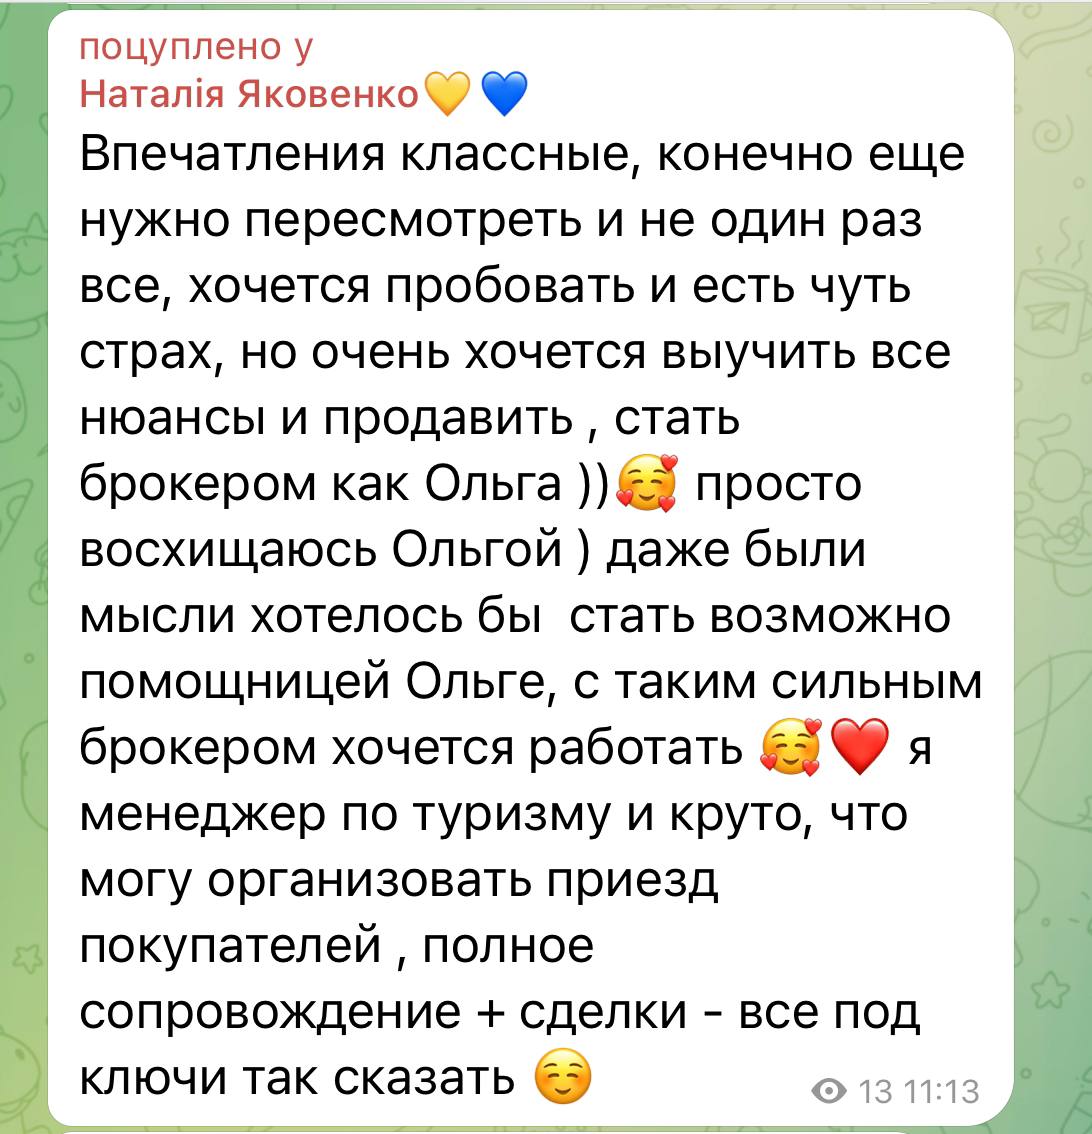 поцуплено у
Наталія Яковенко💛💙
Впечатления классные, конечно еще
нужно пересмотреть и не один раз
все, хочется пробовать и есть чуть
страх, но очень хочется выучить все
нюансы и продавить , стать
брокером как Ольга ))🥰 просто
восхищаюсь Ольгой ) даже были
мысли хотелось бы  стать возможно
помощницей Ольге, с таким сильным
брокером хочется работать 🥰❤️ я
менеджер по туризму и круто, что
могу организовать приезд
покупателей , полное
сопровождение + сделки - все под
ключи так сказать ☺️
13 11:13